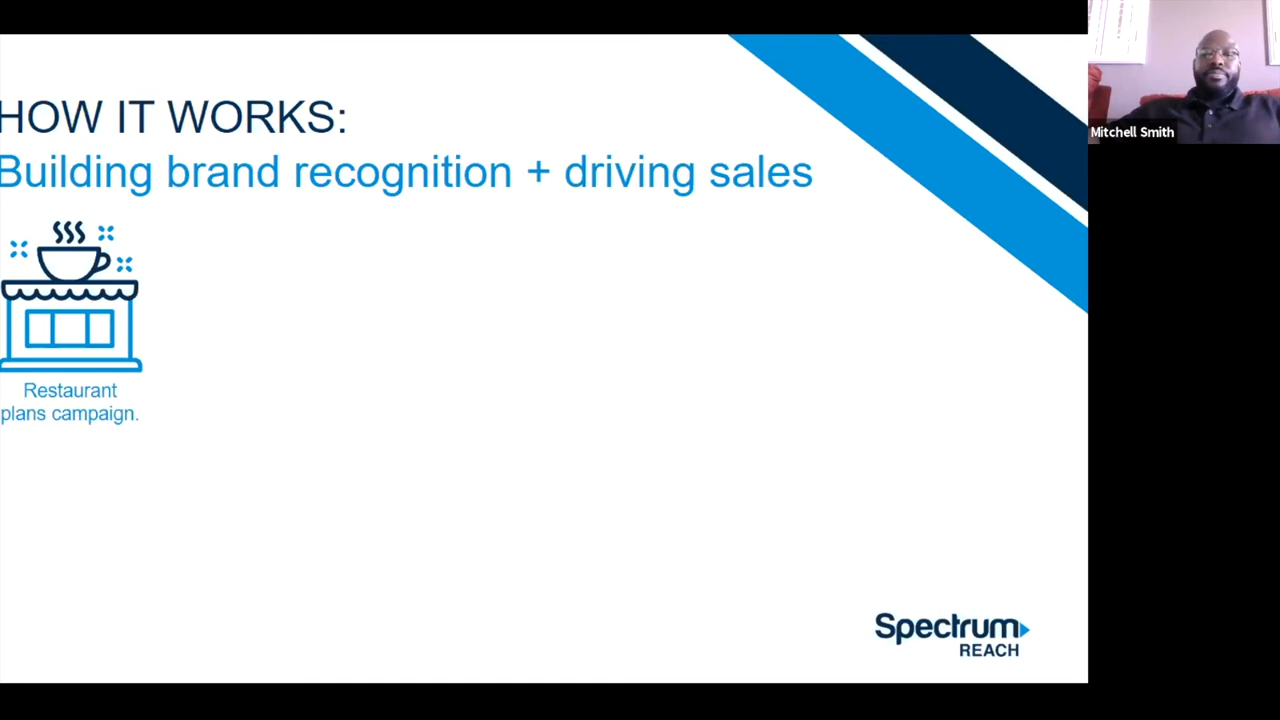 HOW IT WORKS:
Building brand recognition + driving sales
Restaurant
plans campaign.
Spectrum
REACH
Mitchell Smith